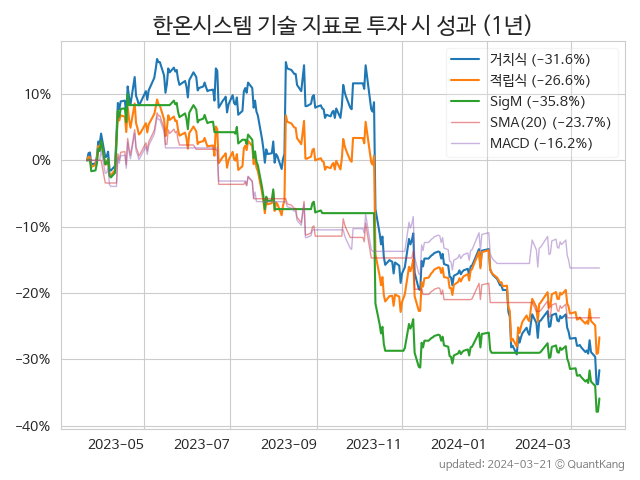 한온시스템 기술 지표로 투자 시 성과 (1년)
거치식 (−31.6%)
적립식 (−26.6%)
SigM (−35.8%)
SMA(20) (−23.7%)
MACD (−16.2%)
10%
0%
−10%
−20%
−30%
−40%
2023−05 2023−07 2023−09 2023−11 2024−01 2024−03
updated: 2024−03−21 © QuantKang